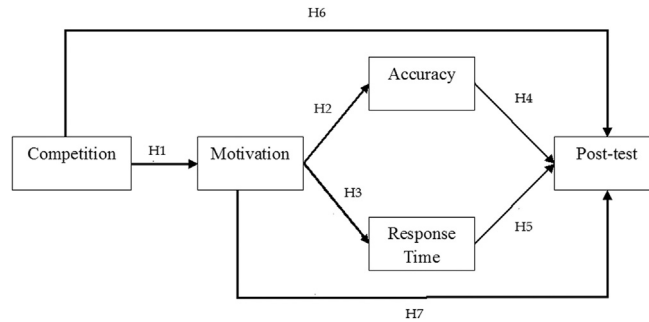 H6
Accuracy
H2
H4
Competition
H1
Motivation
Post-test
H3
Response
Time
H5
H7